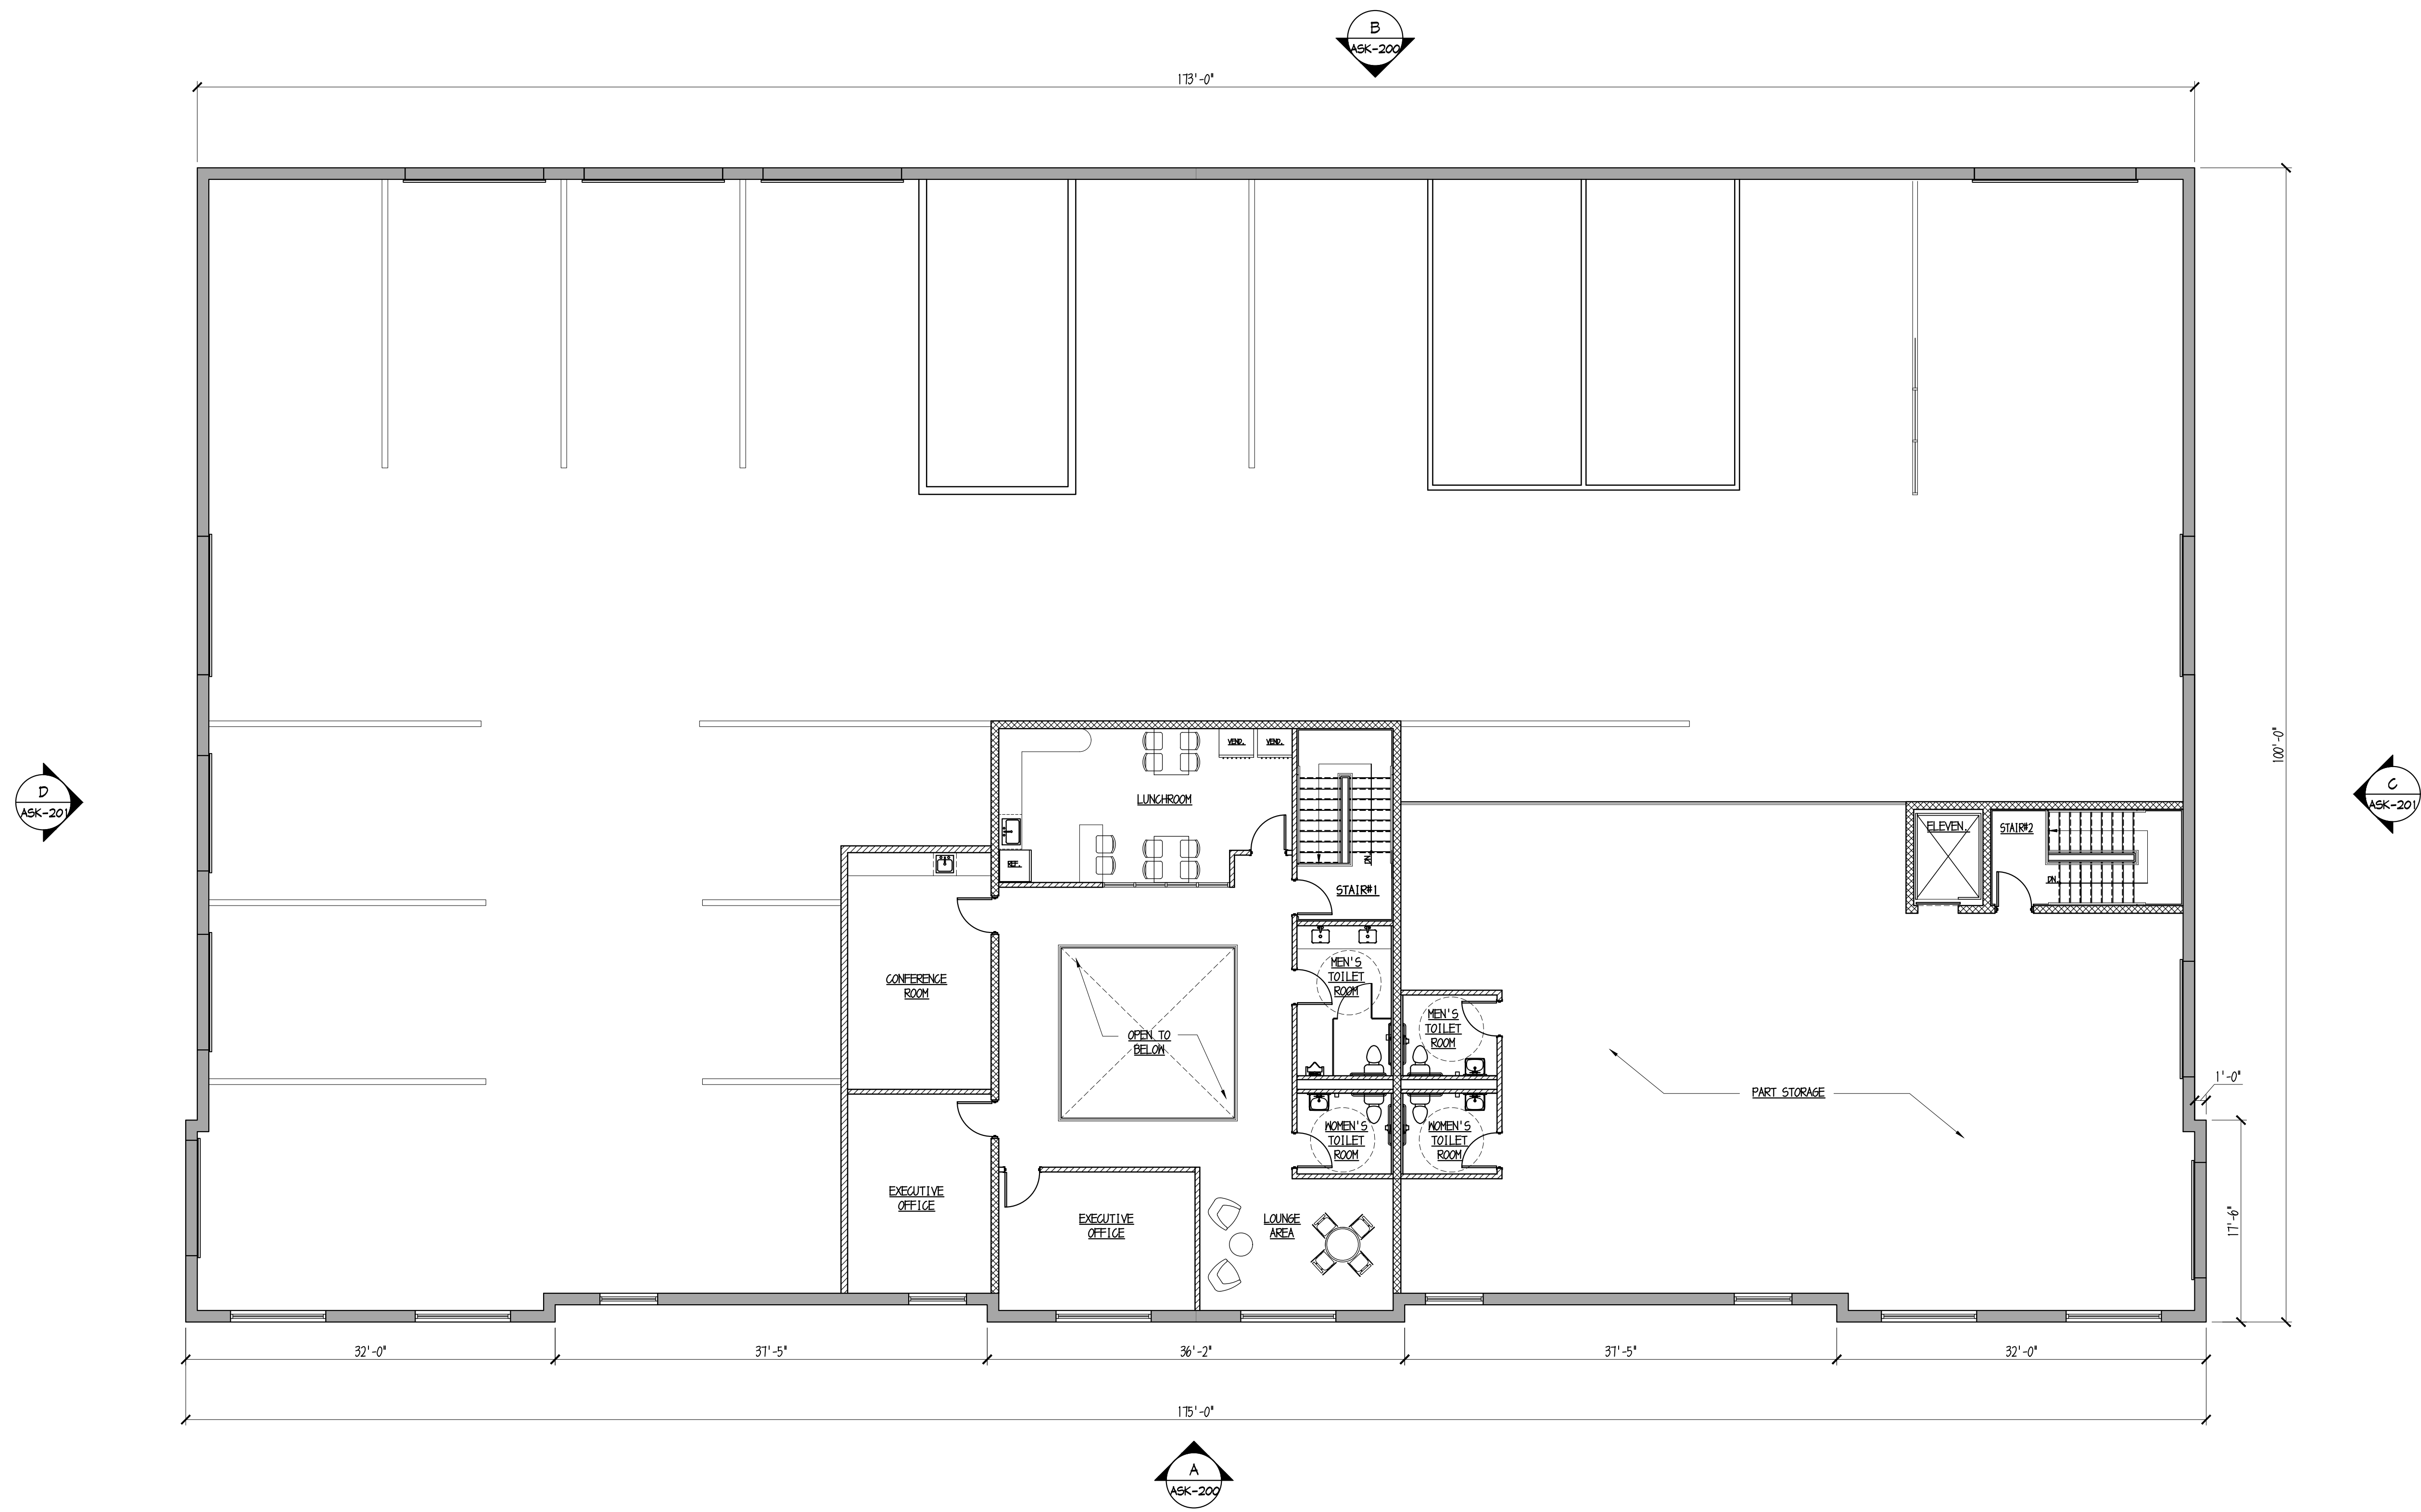 B
ASK-200
173'-0"
VEND.
VEND.
LUNCHROOM
REF.
DN
STAIR#1
ELEVEN.
STAIR#2
DN
100'-0"
D
ASK-201
C
ASK-201
CONFERENCE
ROOM
MEN'S
TOILET
ROOM
MEN'S
TOILET
ROOM
OPEN TO
BELOW
PART STORAGE
1'-0"
WOMEN'S
TOILET
ROOM
WOMEN'S
TOILET
ROOM
EXECUTIVE
OFFICE
EXECUTIVE
OFFICE
LOUNGE
AREA
17'-6"
32'-0"
37'-5"
36'-2"
37'-5"
32'-0"
175'-0"
A
ASK-200